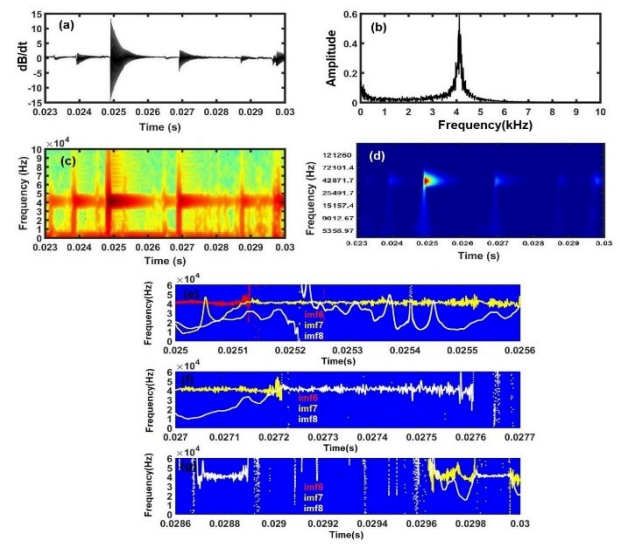 (a)
dB/dt
15
10
5
0
-5
-10
-15
0.023 0.024 0.025 0.026 0.027 0.028 0.029 0.03
Time (s)
(b)
Amplitude
0.6
0.4
0.2
0
0 1 2 3 4 5 6 7 8 9 10
Frequency(kHz)
(c)
×10⁴
Frequency (Hz)
10
9
8
7
6
5
4
3
2
1
0
0.023 0.024 0.025 0.026 0.027 0.028 0.029 0.03
Time (s)
(d)
Frequency (Hz)
121260
72101.4
42871.7
25491.7
15157.4
9012.67
5358.97
0.023 0.024 0.025 0.026 0.027 0.028 0.029 0.03
Time (s)
(e)
×10⁴
Frequency(Hz)
6
5
4
3
2
1
0
imf6
imf7
imf8
0.025 0.0251 0.0252 0.0253 0.0254 0.0255 0.0256
Time(s)
(f)
×10⁴
Frequency(Hz)
6
5
4
3
2
1
0
imf6
imf7
imf8
0.027 0.0271 0.0272 0.0273 0.0274 0.0275 0.0276 0.0277
Time(s)
(g)
×10⁴
Frequency(Hz)
6
5
4
3
2
1
0
imf6
imf7
imf8
0.0286 0.0288 0.029 0.0292 0.0294 0.0296 0.0298 0.03
Time(s)